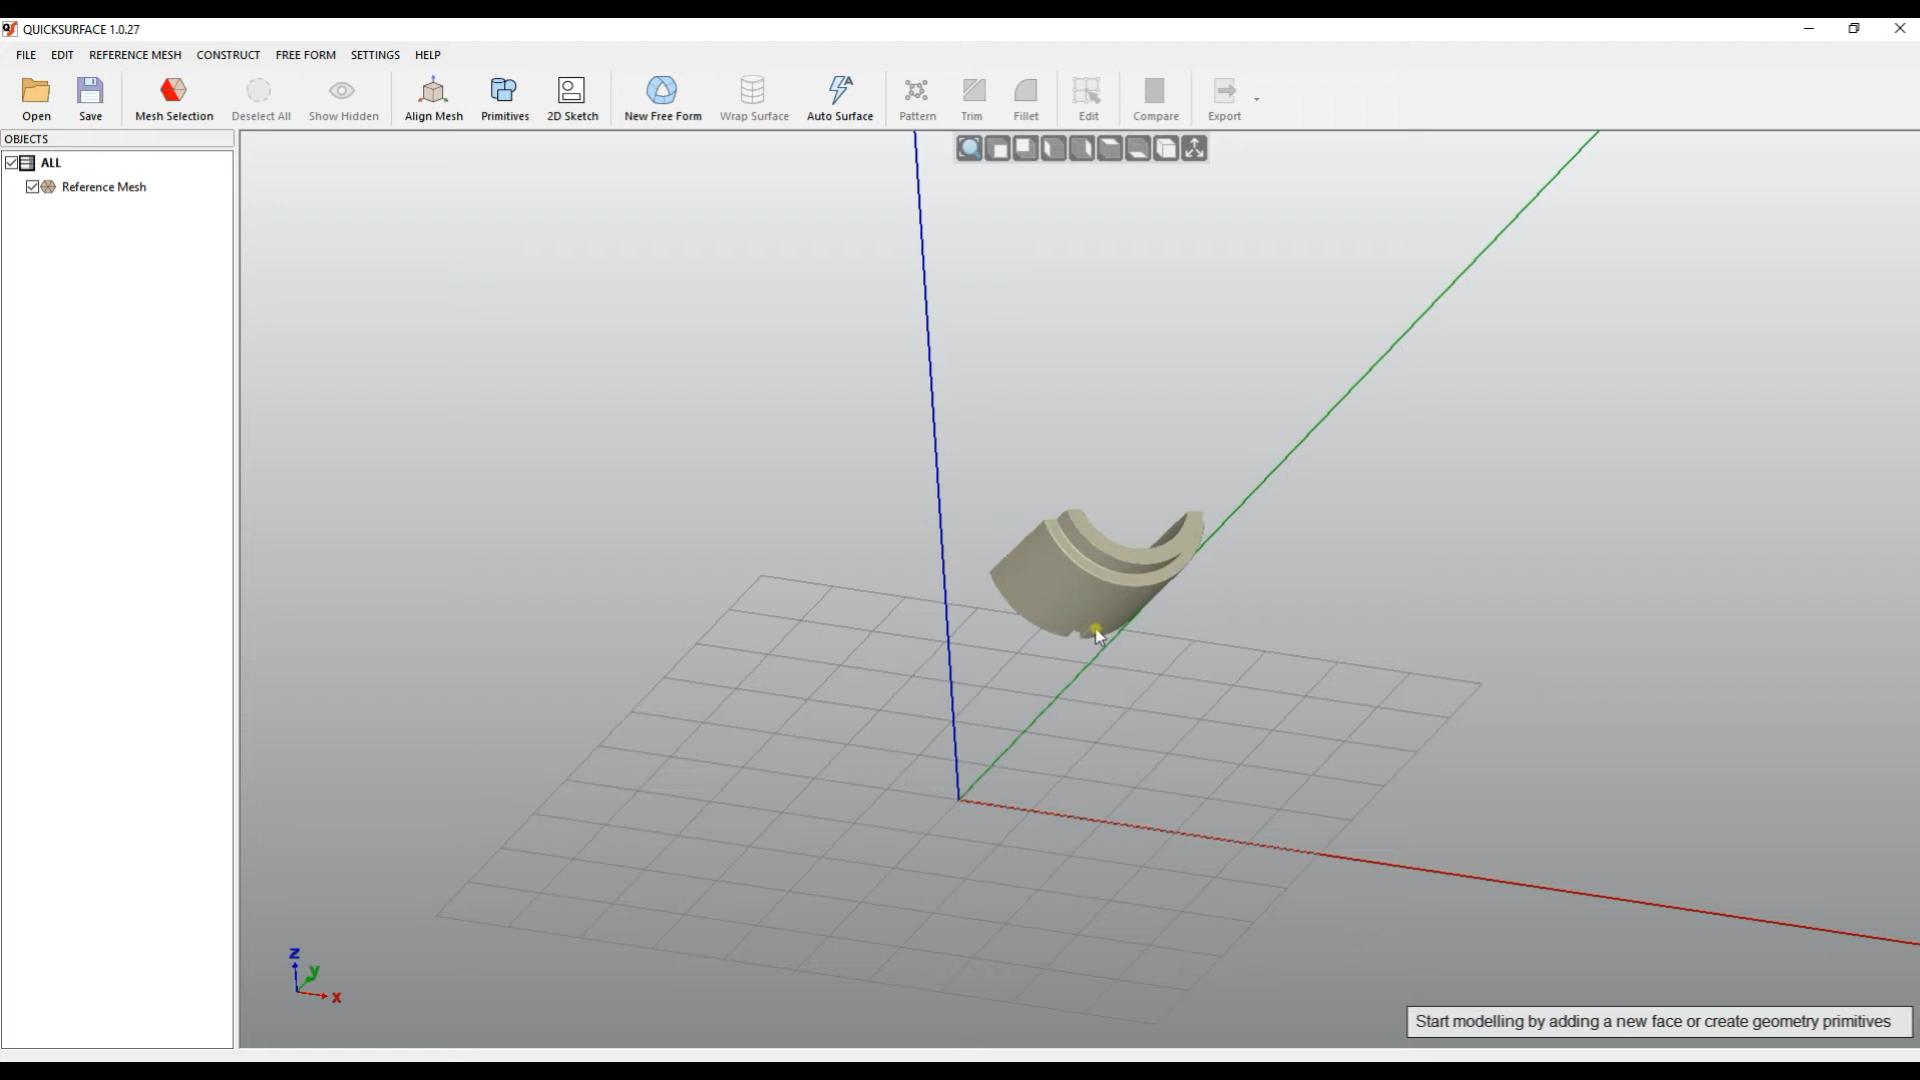 QUICKSURFACE 1.0.27
FILE EDIT REFERENCE MESH CONSTRUCT FREE FORM SETTINGS HELP
Open Save Mesh Selection Deselect All Show Hidden Align Mesh Primitives 2D Sketch New Free Form Wrap Surface Auto Surface Pattern Trim Fillet Edit Compare Export
OBJECTS
ALL
Reference Mesh
z
y
x
Start modelling by adding a new face or create geometry primitives